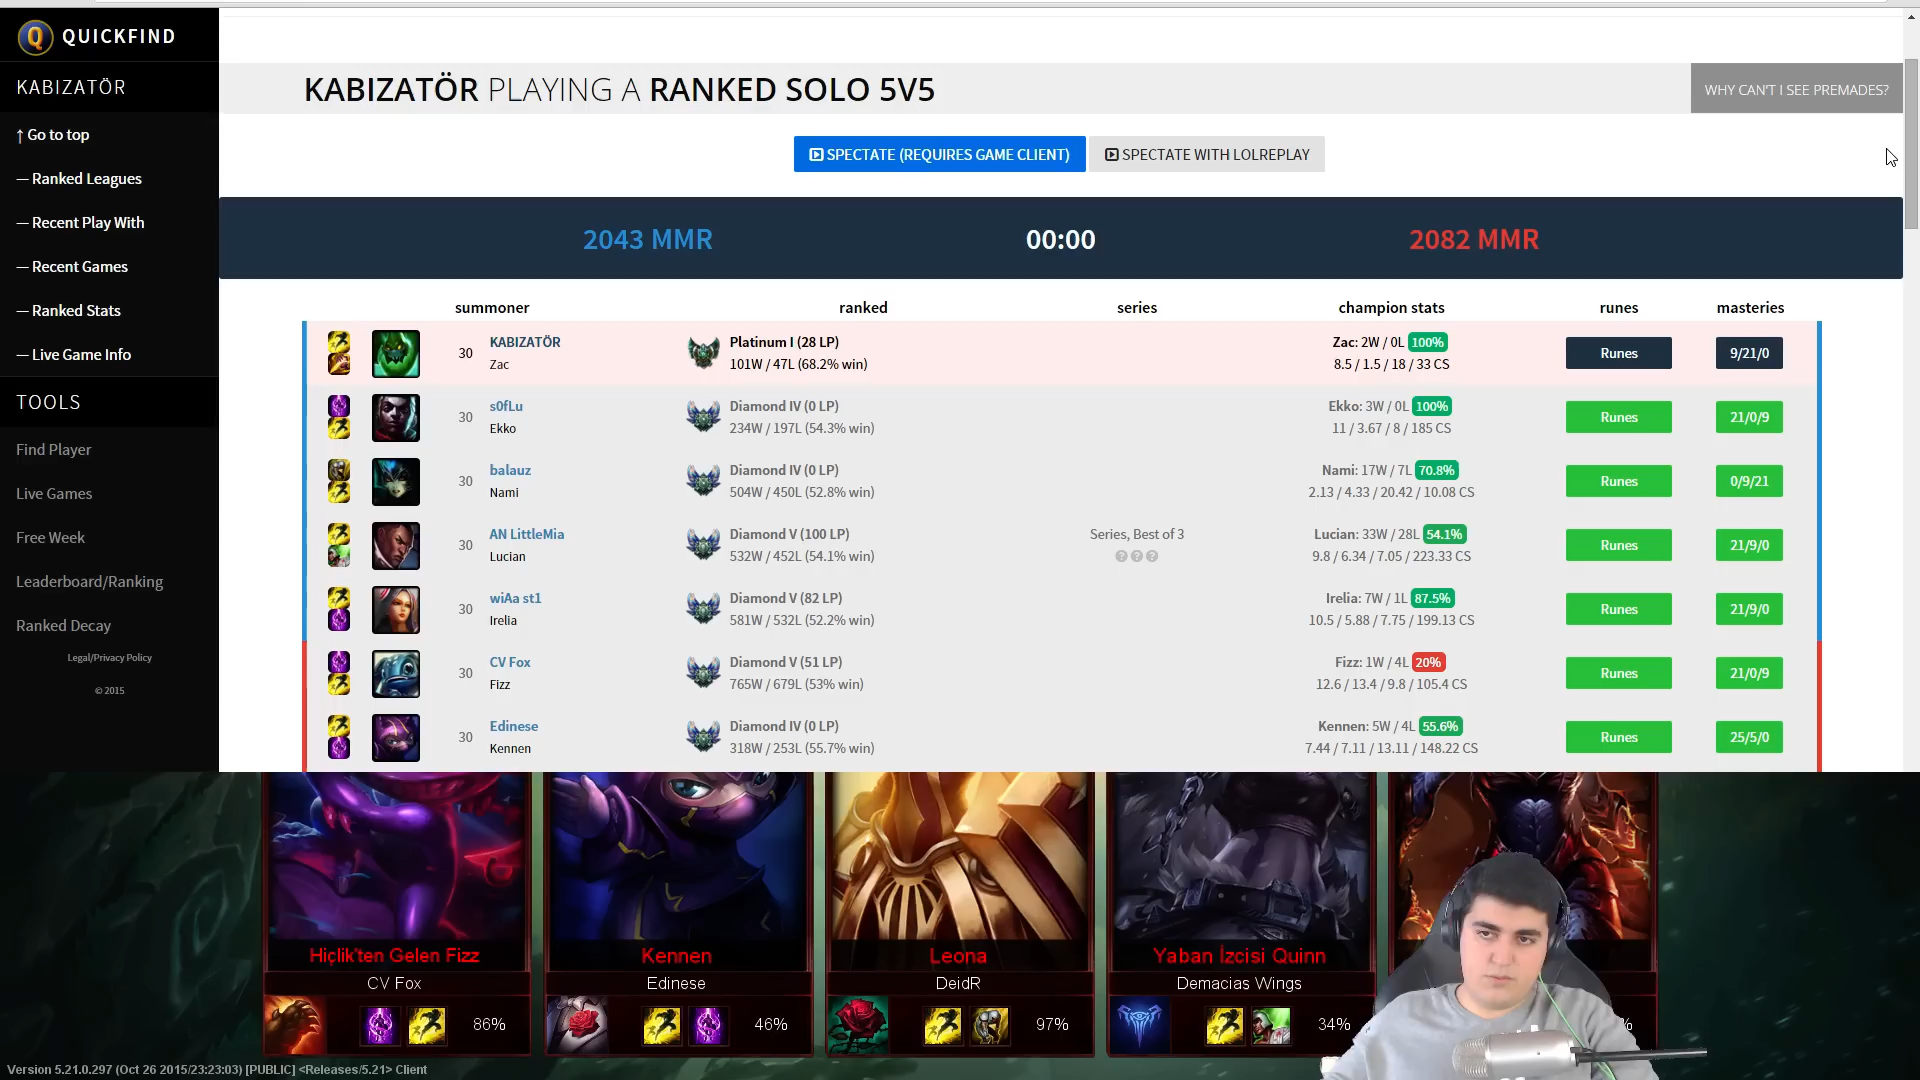 QUICKFIND
KABIZATÖR
↑ Go to top
— Ranked Leagues
— Recent Play With
— Recent Games
— Ranked Stats
— Live Game Info
TOOLS
Find Player
Live Games
Free Week
Leaderboard/Ranking
Ranked Decay
Legal/Privacy Policy
© 2015
KABIZATÖR PLAYING A RANKED SOLO 5V5
WHY CAN'T I SEE PREMADES?
SPECTATE (REQUIRES GAME CLIENT)
SPECTATE WITH LOLREPLAY
2043 MMR 00:00 2082 MMR
summoner ranked series champion stats runes masteries
30 KABIZATÖR Platinum I (28 LP) Zac: 2W / 0L 100% Runes 9/21/0
Zac 101W / 47L (68.2% win) 8.5 / 1.5 / 18 / 33 CS
30 s0fLu Diamond IV (0 LP) Ekko: 3W / 0L 100% Runes 21/0/9
Ekko 234W / 197L (54.3% win) 11 / 3.67 / 8 / 185 CS
30 balauz Diamond IV (0 LP) Nami: 17W / 7L 70.8% Runes 0/9/21
Nami 504W / 450L (52.8% win) 2.13 / 4.33 / 20.42 / 10.08 CS
30 AN LittleMia Diamond V (100 LP) Series, Best of 3 Lucian: 33W / 28L 54.1% Runes 21/9/0
Lucian 532W / 452L (54.1% win) ? ? ? 9.8 / 6.34 / 7.05 / 223.33 CS
30 wiAa st1 Diamond V (82 LP) Irelia: 7W / 1L 87.5% Runes 21/9/0
Irelia 581W / 532L (52.2% win) 10.5 / 5.88 / 7.75 / 199.13 CS
30 CV Fox Diamond V (51 LP) Fizz: 1W / 4L 20% Runes 21/0/9
Fizz 765W / 679L (53% win) 12.6 / 13.4 / 9.8 / 105.4 CS
30 Edinese Diamond IV (0 LP) Kennen: 5W / 4L 55.6% Runes 25/5/0
Kennen 318W / 253L (55.7% win) 7.44 / 7.11 / 13.11 / 148.22 CS
Hiçlik'ten Gelen Fizz Kennen Leona Yaban İzcisi Quinn
CV Fox Edinese DeidR Demacias Wings
86% 46% 97% 34% %
Version 5.21.0.297 (Oct 26 2015/23:23:03) [PUBLIC] <Releases/5.21> Client